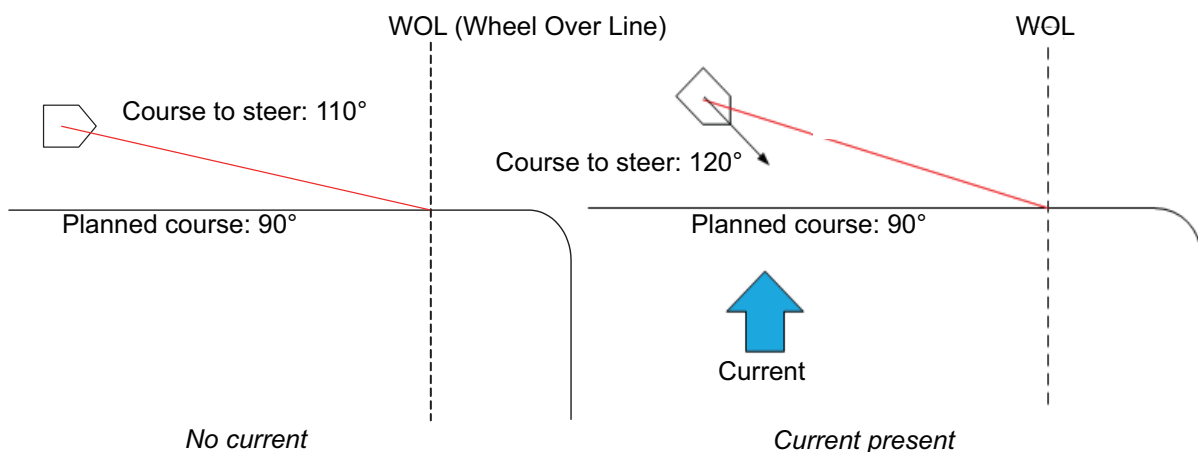 WOL (Wheel Over Line)
Course to steer: 110°
Planned course: 90°
No current
WOL
Course to steer: 120°
Planned course: 90°
Current
Current present